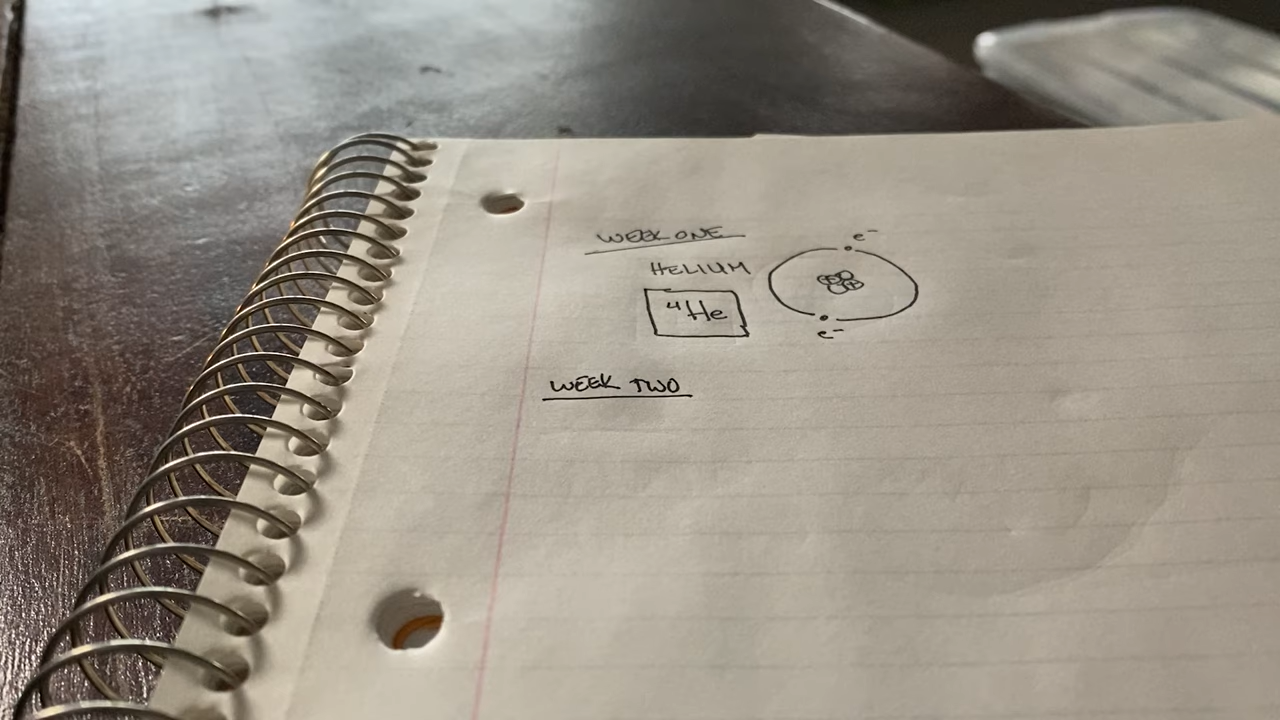 WEEK ONE
e⁻
HELIUM
⁴He
e⁻
WEEK TWO